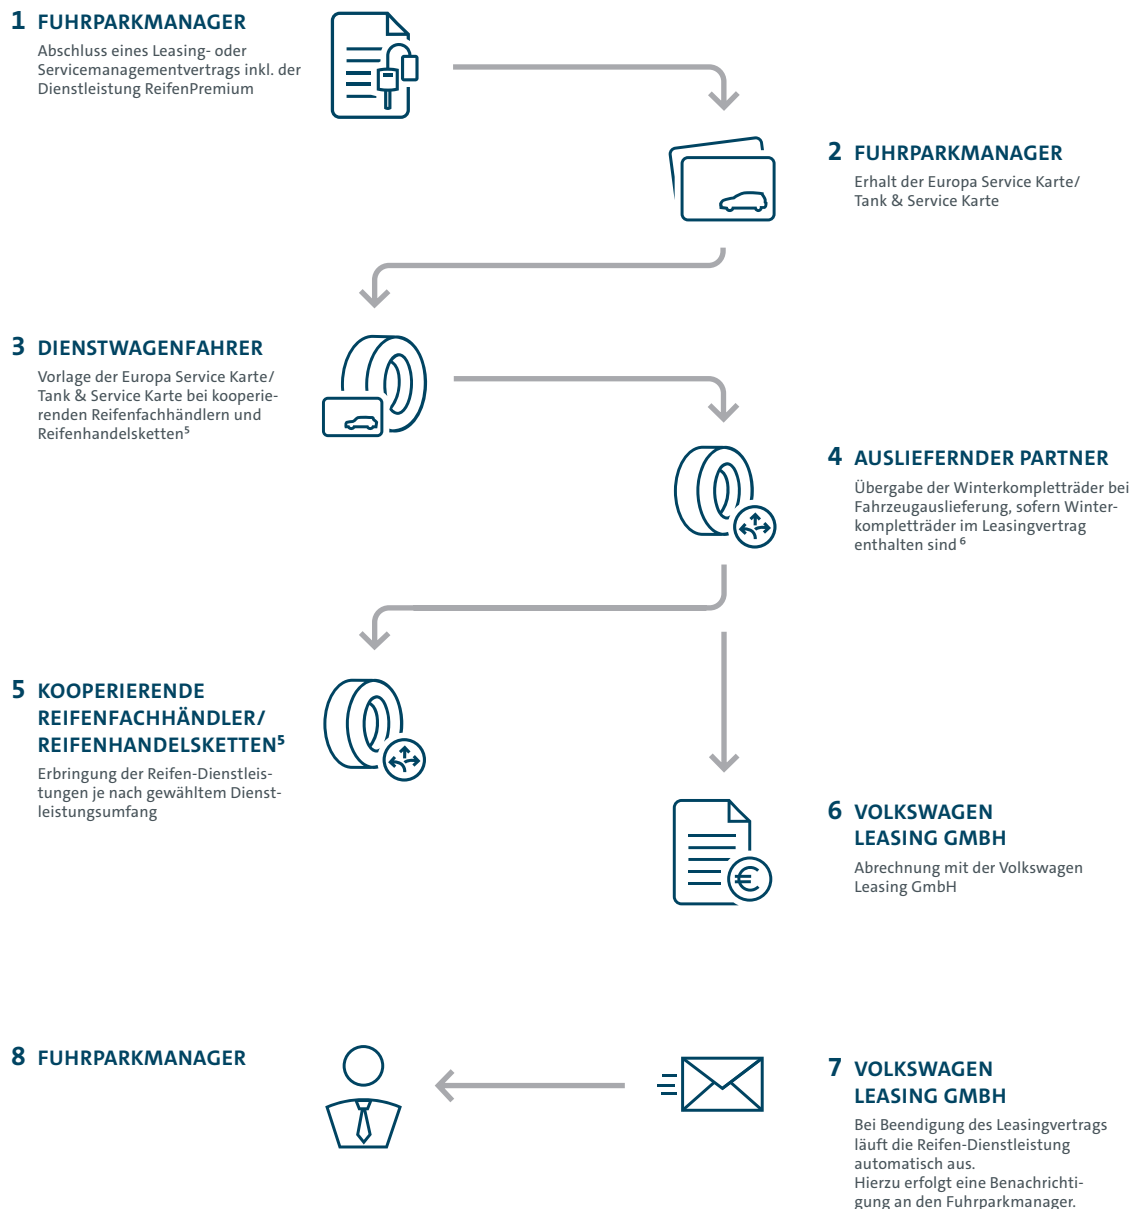 1 FUHRPARKMANAGER
Abschluss eines Leasing- oder
Servicemanagementvertrags inkl. der
Dienstleistung ReifenPremium
2 FUHRPARKMANAGER
Erhalt der Europa Service Karte/
Tank & Service Karte
3 DIENSTWAGENFAHRER
Vorlage der Europa Service Karte/
Tank & Service Karte bei kooperie-
renden Reifenfachhändlern und
Reifenhandelsketten⁵
4 AUSLIEFERNDER PARTNER
Übergabe der Winterkompletträder bei
Fahrzeugauslieferung, sofern Winter-
kompletträder im Leasingvertrag
enthalten sind ⁶
5 KOOPERIERENDE
REIFENFACHHÄNDLER/
REIFENHANDELSKETTEN⁵
Erbringung der Reifen-Dienstleis-
tungen je nach gewähltem Dienst-
leistungsumfang
6 VOLKSWAGEN
LEASING GMBH
Abrechnung mit der Volkswagen
Leasing GmbH
€
7 VOLKSWAGEN
LEASING GMBH
Bei Beendigung des Leasingvertrags
läuft die Reifen-Dienstleistung
automatisch aus.
Hierzu erfolgt eine Benachrichti-
gung an den Fuhrparkmanager.
8 FUHRPARKMANAGER